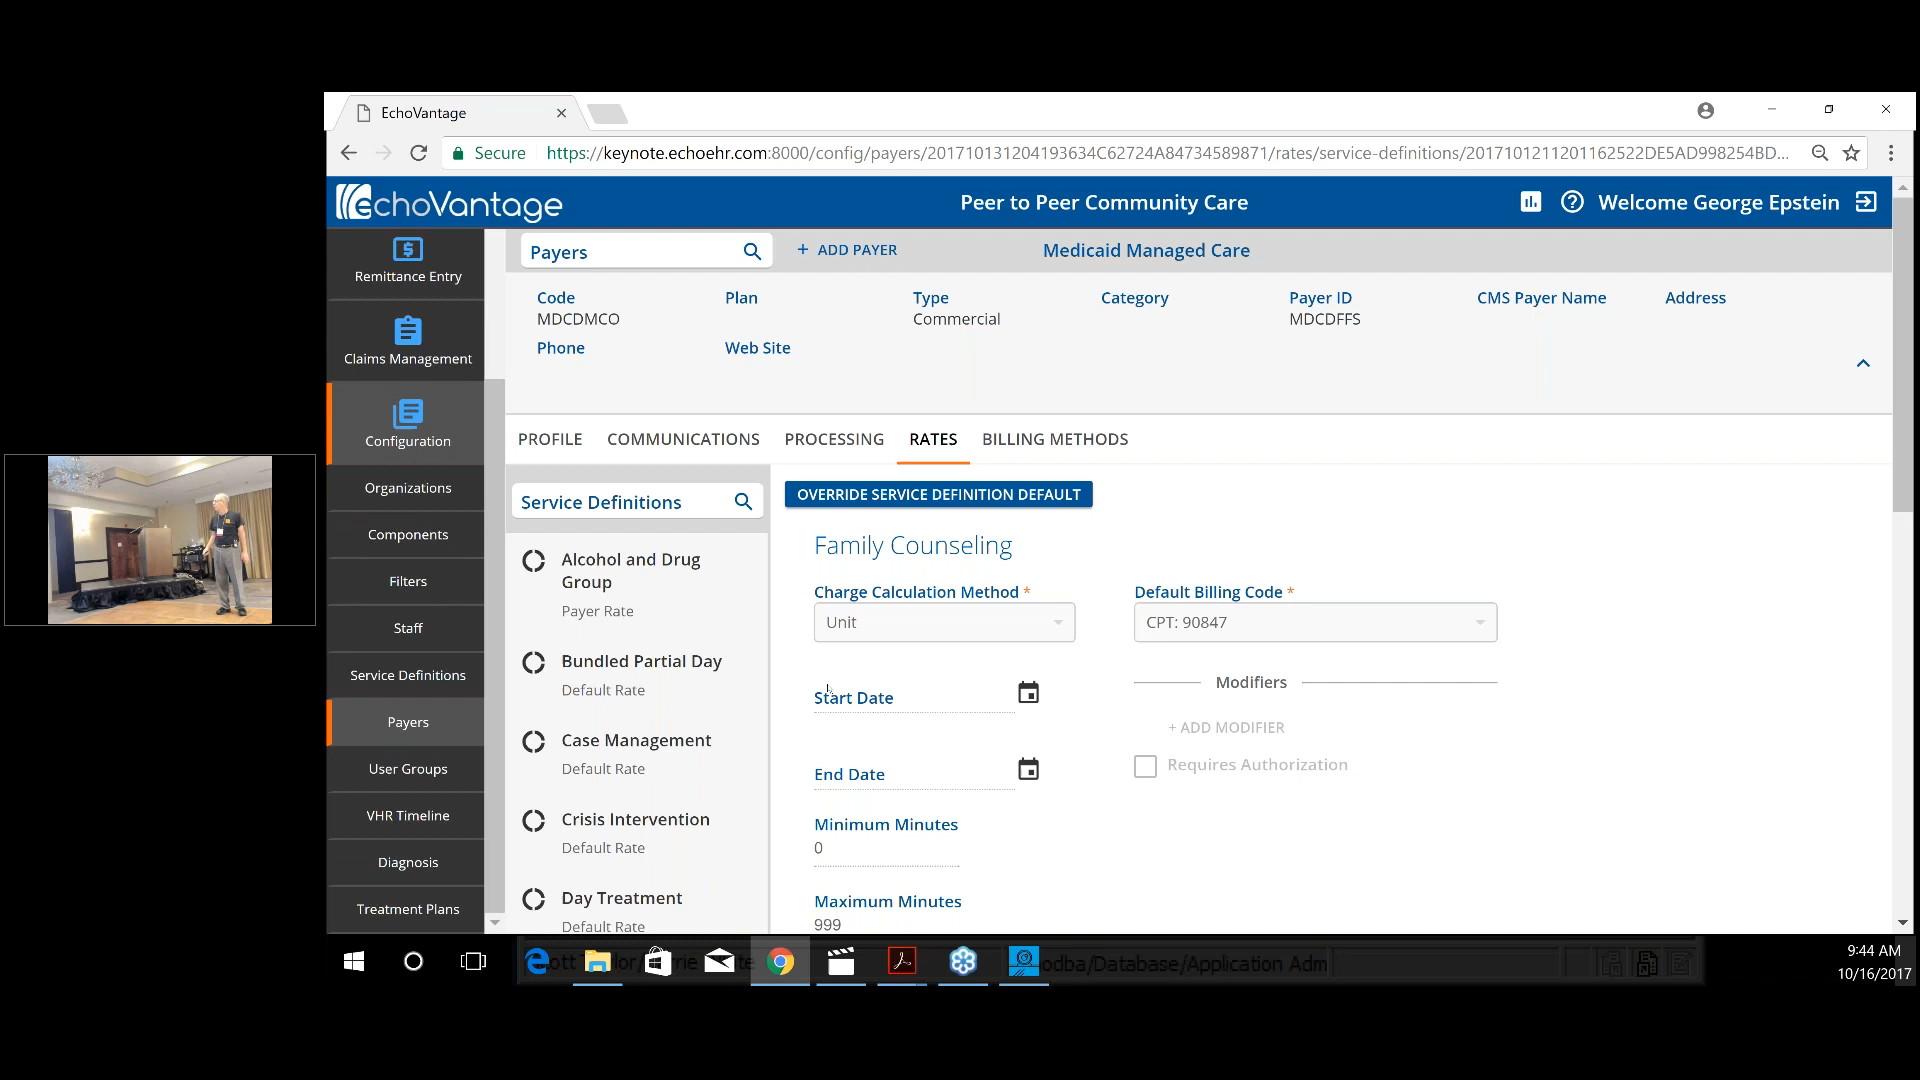 EchoVantage
Secure https://keynote.echoehr.com:8000/config/payers/201710131204193634C62724A84734589871/rates/service-definitions/2017101211201162522DE5AD998254BD...
echoVantage
Peer to Peer Community Care
Welcome George Epstein
Remittance Entry
Claims Management
Configuration
Organizations
Components
Filters
Staff
Service Definitions
Payers
User Groups
VHR Timeline
Diagnosis
Treatment Plans
Payers
+ ADD PAYER
Medicaid Managed Care
Code
MDCDMCO
Plan
Type
Commercial
Category
Payer ID
MDCDFFS
CMS Payer Name
Address
Phone
Web Site
PROFILE COMMUNICATIONS PROCESSING RATES BILLING METHODS
Service Definitions
Alcohol and Drug
Group
Payer Rate
Bundled Partial Day
Default Rate
Case Management
Default Rate
Crisis Intervention
Default Rate
Day Treatment
Default Rate
OVERRIDE SERVICE DEFINITION DEFAULT
Family Counseling
Charge Calculation Method *
Unit
Start Date
End Date
Minimum Minutes
0
Maximum Minutes
999
Default Billing Code *
CPT: 90847
Modifiers
+ ADD MODIFIER
Requires Authorization
odba/Database/Application Adm
9:44 AM
10/16/2017